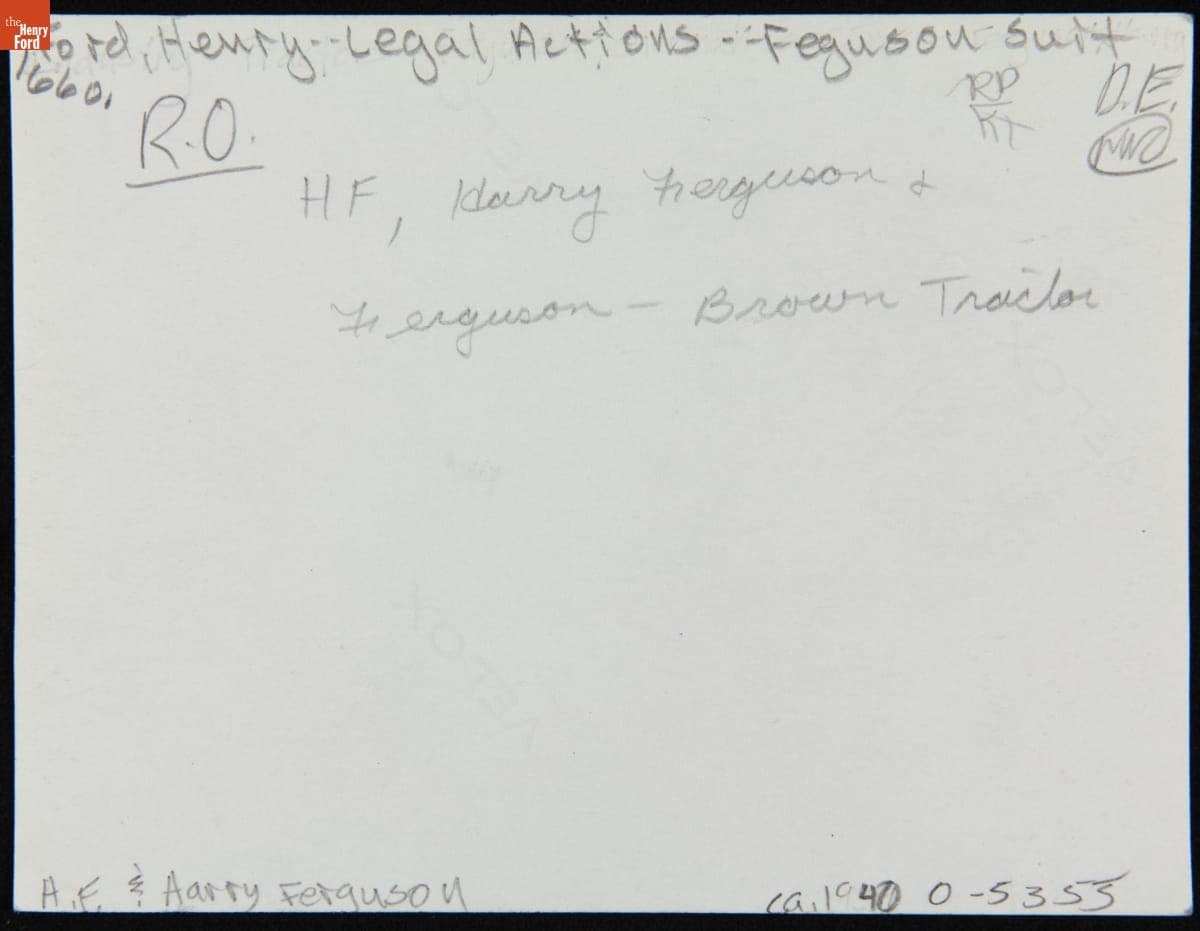 the Henry Ford
Ford, Henry--Legal Actions--Feguson Suit
1660.
R.O.
RP
KT
D.E.
HF, Harry Ferguson &
Ferguson - Brown Tractor
H.F. & Harry Ferguson
ca.1940 0-5355